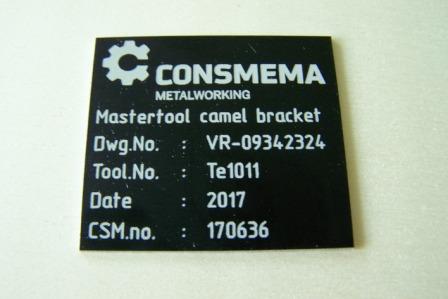 CONSMEMA
METALWORKING
Mastertool camel bracket
Dwg.No. : VR-09342324
Tool.No. : Te1011
Date : 2017
CSM.no. : 170636